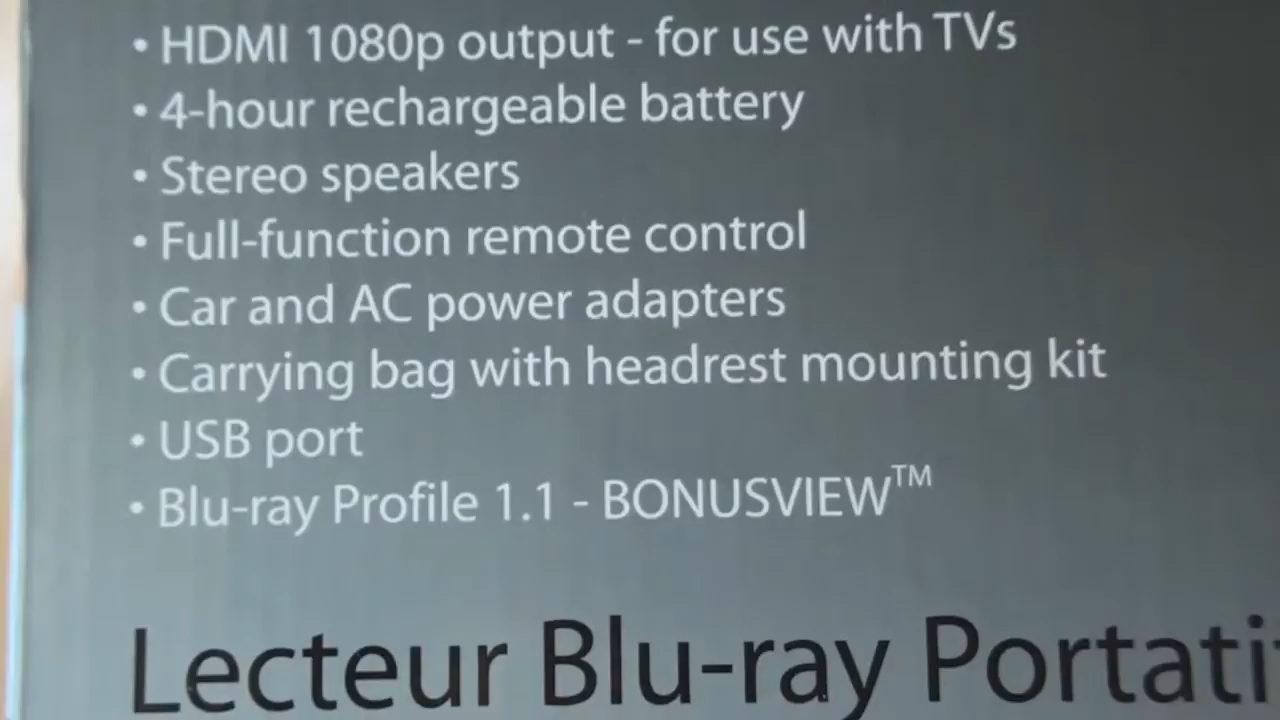 • HDMI 1080p output - for use with TVs
• 4-hour rechargeable battery
• Stereo speakers
• Full-function remote control
• Car and AC power adapters
• Carrying bag with headrest mounting kit
• USB port
• Blu-ray Profile 1.1 - BONUSVIEW™
Lecteur Blu-ray Portati